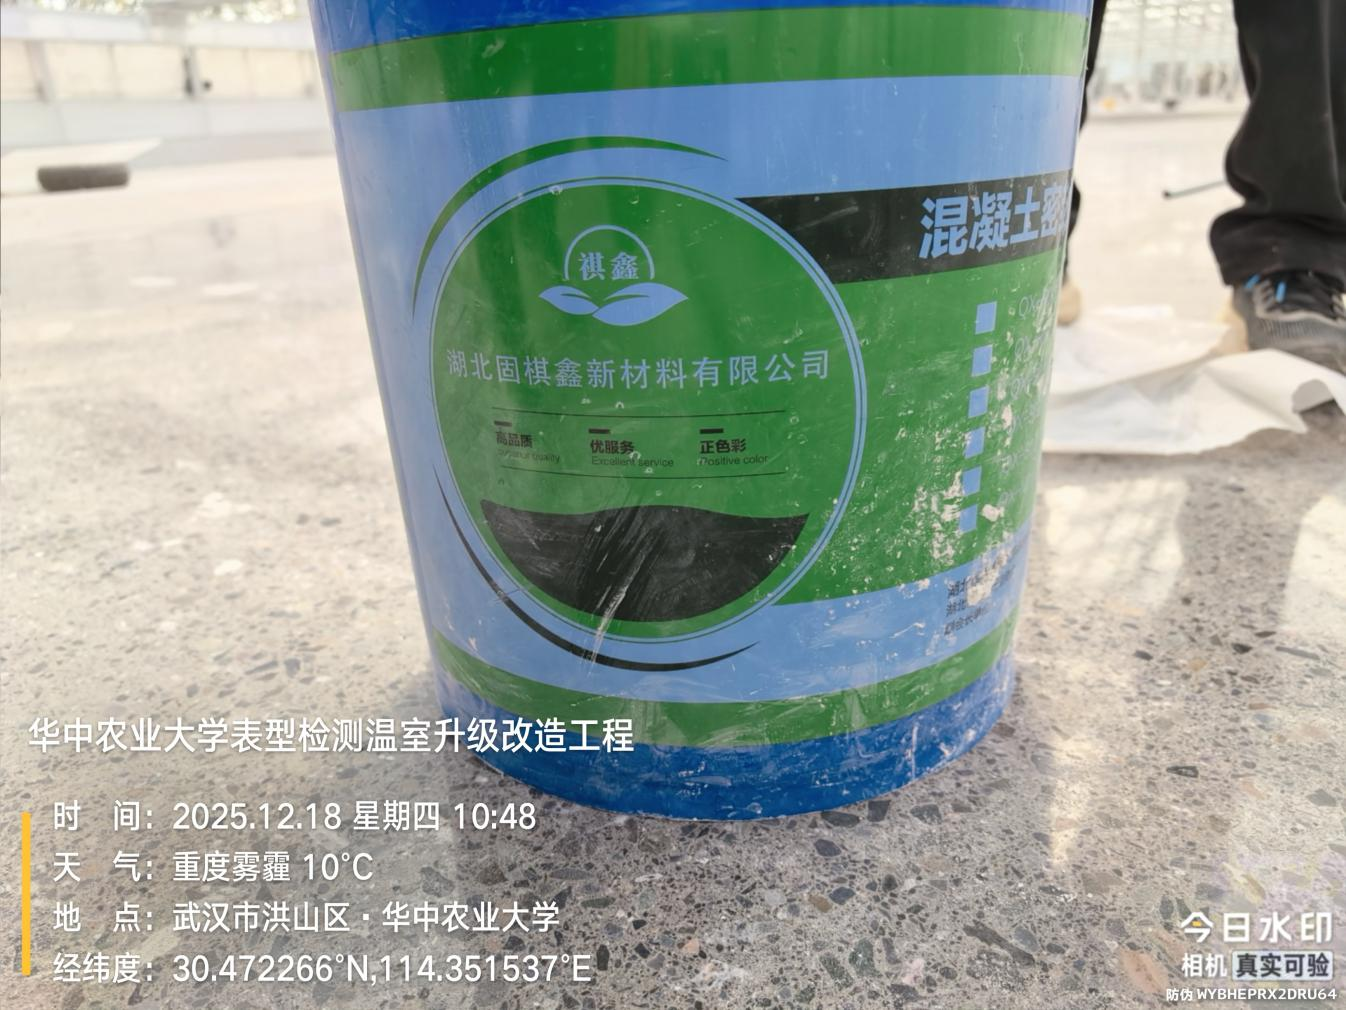 混凝土密
祺鑫
湖北固棋鑫新材料有限公司
高品质 优服务 正色彩
Excellent service Positive color
华中农业大学表型检测温室升级改造工程
时 间：2025.12.18 星期四 10:48
天 气：重度雾霾 10°C
地 点：武汉市洪山区·华中农业大学
经纬度：30.472266°N,114.351537°E
今日水印
相机 真实可验
防伪 WYBHEPRX2DRU64